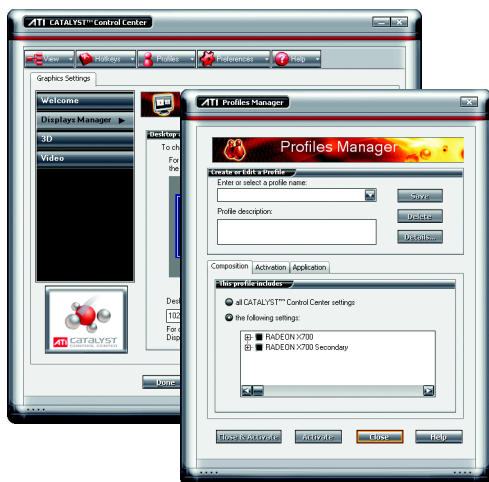 ATI CATALYST™ Control Center
View
Hotkeys
Profiles
Preferences
Help
Graphics Settings
Welcome
Displays Manager
3D
Video
Desktop a
To ch
For
the
Desl
102
For c
Disp
ATI CATALYST
CONTROL CENTER
Done
ATI Profiles Manager
Profiles Manager
Create or Edit a Profile
Enter or select a profile name:
Save
Profile description:
Delete
Details...
Composition
Activation
Application
This profile includes
all CATALYST™ Control Center settings
the following settings:
RADEON X700
RADEON X700 Secondary
Close & Activate
Activate
Close
Help